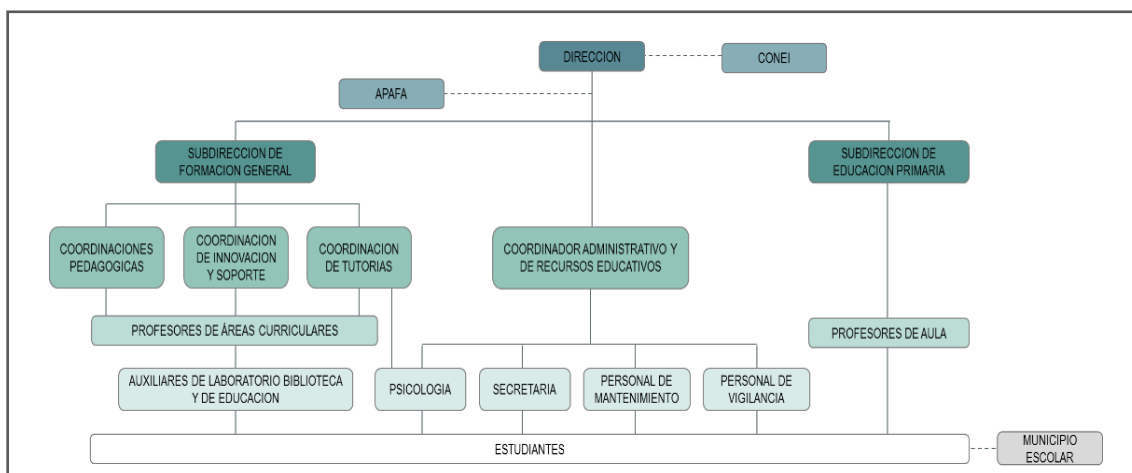 DIRECCION
CONEI
APAFA
SUBDIRECCION DE
FORMACION GENERAL
SUBDIRECCION DE
EDUCACION PRIMARIA
COORDINACIONES
PEDAGOGICAS
COORDINACION
DE INNOVACION
Y SOPORTE
COORDINACION
DE TUTORIAS
COORDINADOR ADMINISTRATIVO Y
DE RECURSOS EDUCATIVOS
PROFESORES DE ÁREAS CURRICULARES
PROFESORES DE AULA
AUXILIARES DE LABORATORIO BIBLIOTECA
Y DE EDUCACION
PSICOLOGIA
SECRETARIA
PERSONAL DE
MANTENIMIENTO
PERSONAL DE
VIGILANCIA
ESTUDIANTES
MUNICIPIO
ESCOLAR